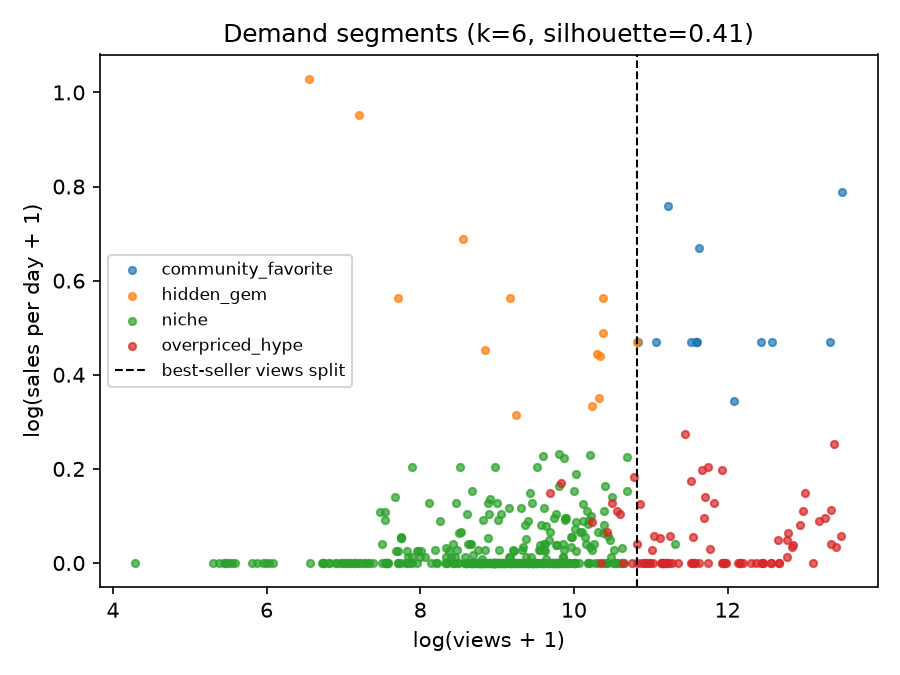 Demand segments (k=6, silhouette=0.41)
log(sales per day + 1)
1.0
0.8
0.6
0.4
0.2
0.0
community_favorite
hidden_gem
niche
overpriced_hype
best-seller views split
4 6 8 10 12
log(views + 1)